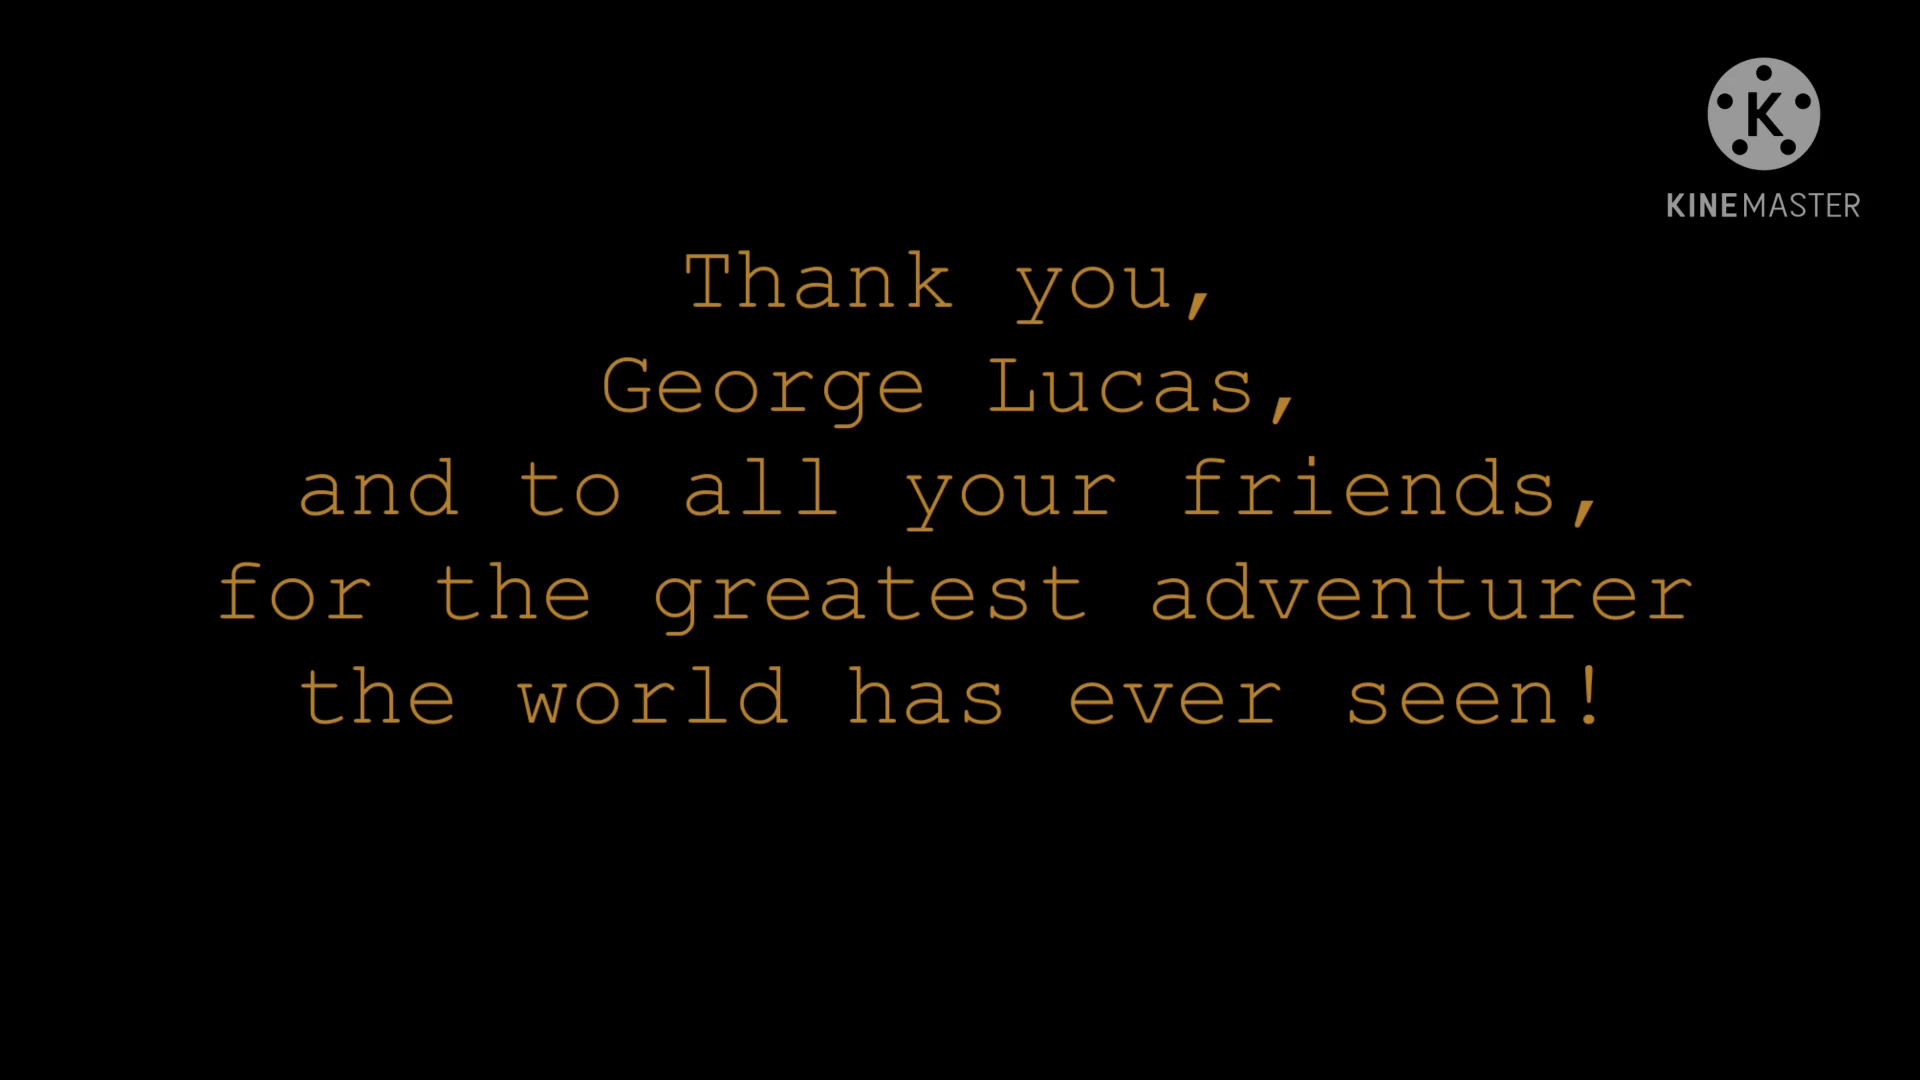 K
KINEMASTER
Thank you,
George Lucas,
and to all your friends,
for the greatest adventurer
the world has ever seen!